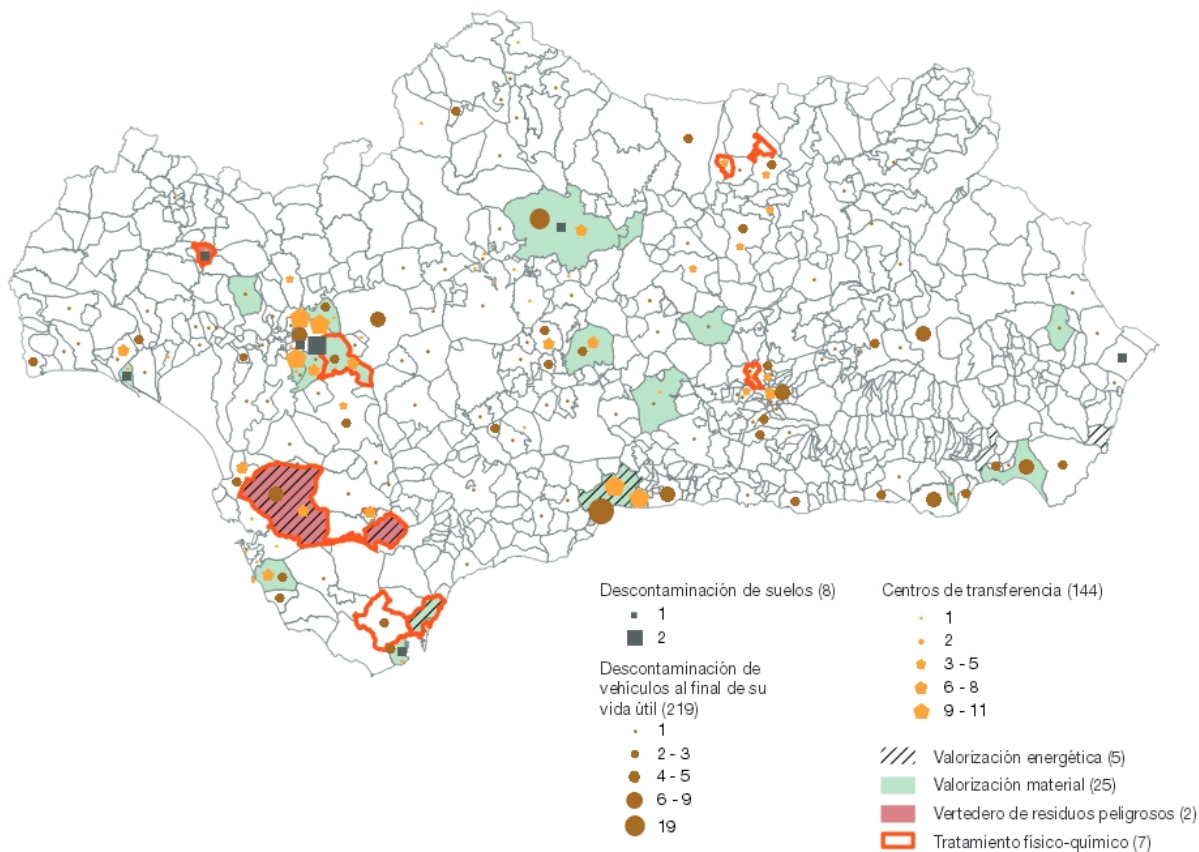 Descontaminación de suelos (8)
1
2
Descontaminación de
vehículos al final de su
vida útil (219)
1
2 - 3
4 - 5
6 - 9
19
Centros de transferencia (144)
1
2
3 - 5
6 - 8
9 - 11
Valorización energética (5)
Valorización material (25)
Vertedero de residuos peligrosos (2)
Tratamiento físico-químico (7)